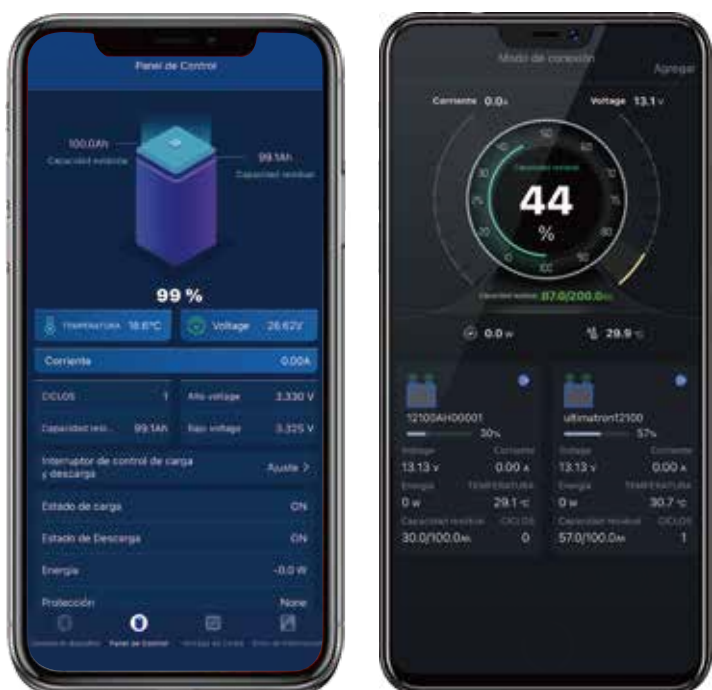 Panel de Control
100.0Ah
Capacidad
99.1Ah
Capacidad residual
99 %
TEMPERATURA 18.6°C
Voltage 26.62V
Corriente 0.00A
CICLOS 1
Alto voltage 3.330 V
Capacidad resi... 99.1Ah
Bajo voltage 3.325 V
Interruptor de control de carga
y descarga
Ajuste >
Estado de carga ON
Estado de Descarga ON
Energía -0.0 W
Protección None
Panel de Control
Modo de conexión
Agregar
Corriente 0.0A
Voltage 13.1 V
Capacidad residual
44
%
Capacidad residual 87.0/200.0
0.0 W
29.9 °C
12100AH00001
30%
Voltage Corriente
13.13 V 0.00 A
Energía TEMPERATURA
0 W 29.1 °C
Capacidad residual CICLOS
30.0/100.0Ah 0
ultimatron12100
57%
Voltage Corriente
13.13 V 0.00 A
Energía TEMPERATURA
0 W 30.7 °C
Capacidad residual CICLOS
57.0/100.0Ah 1